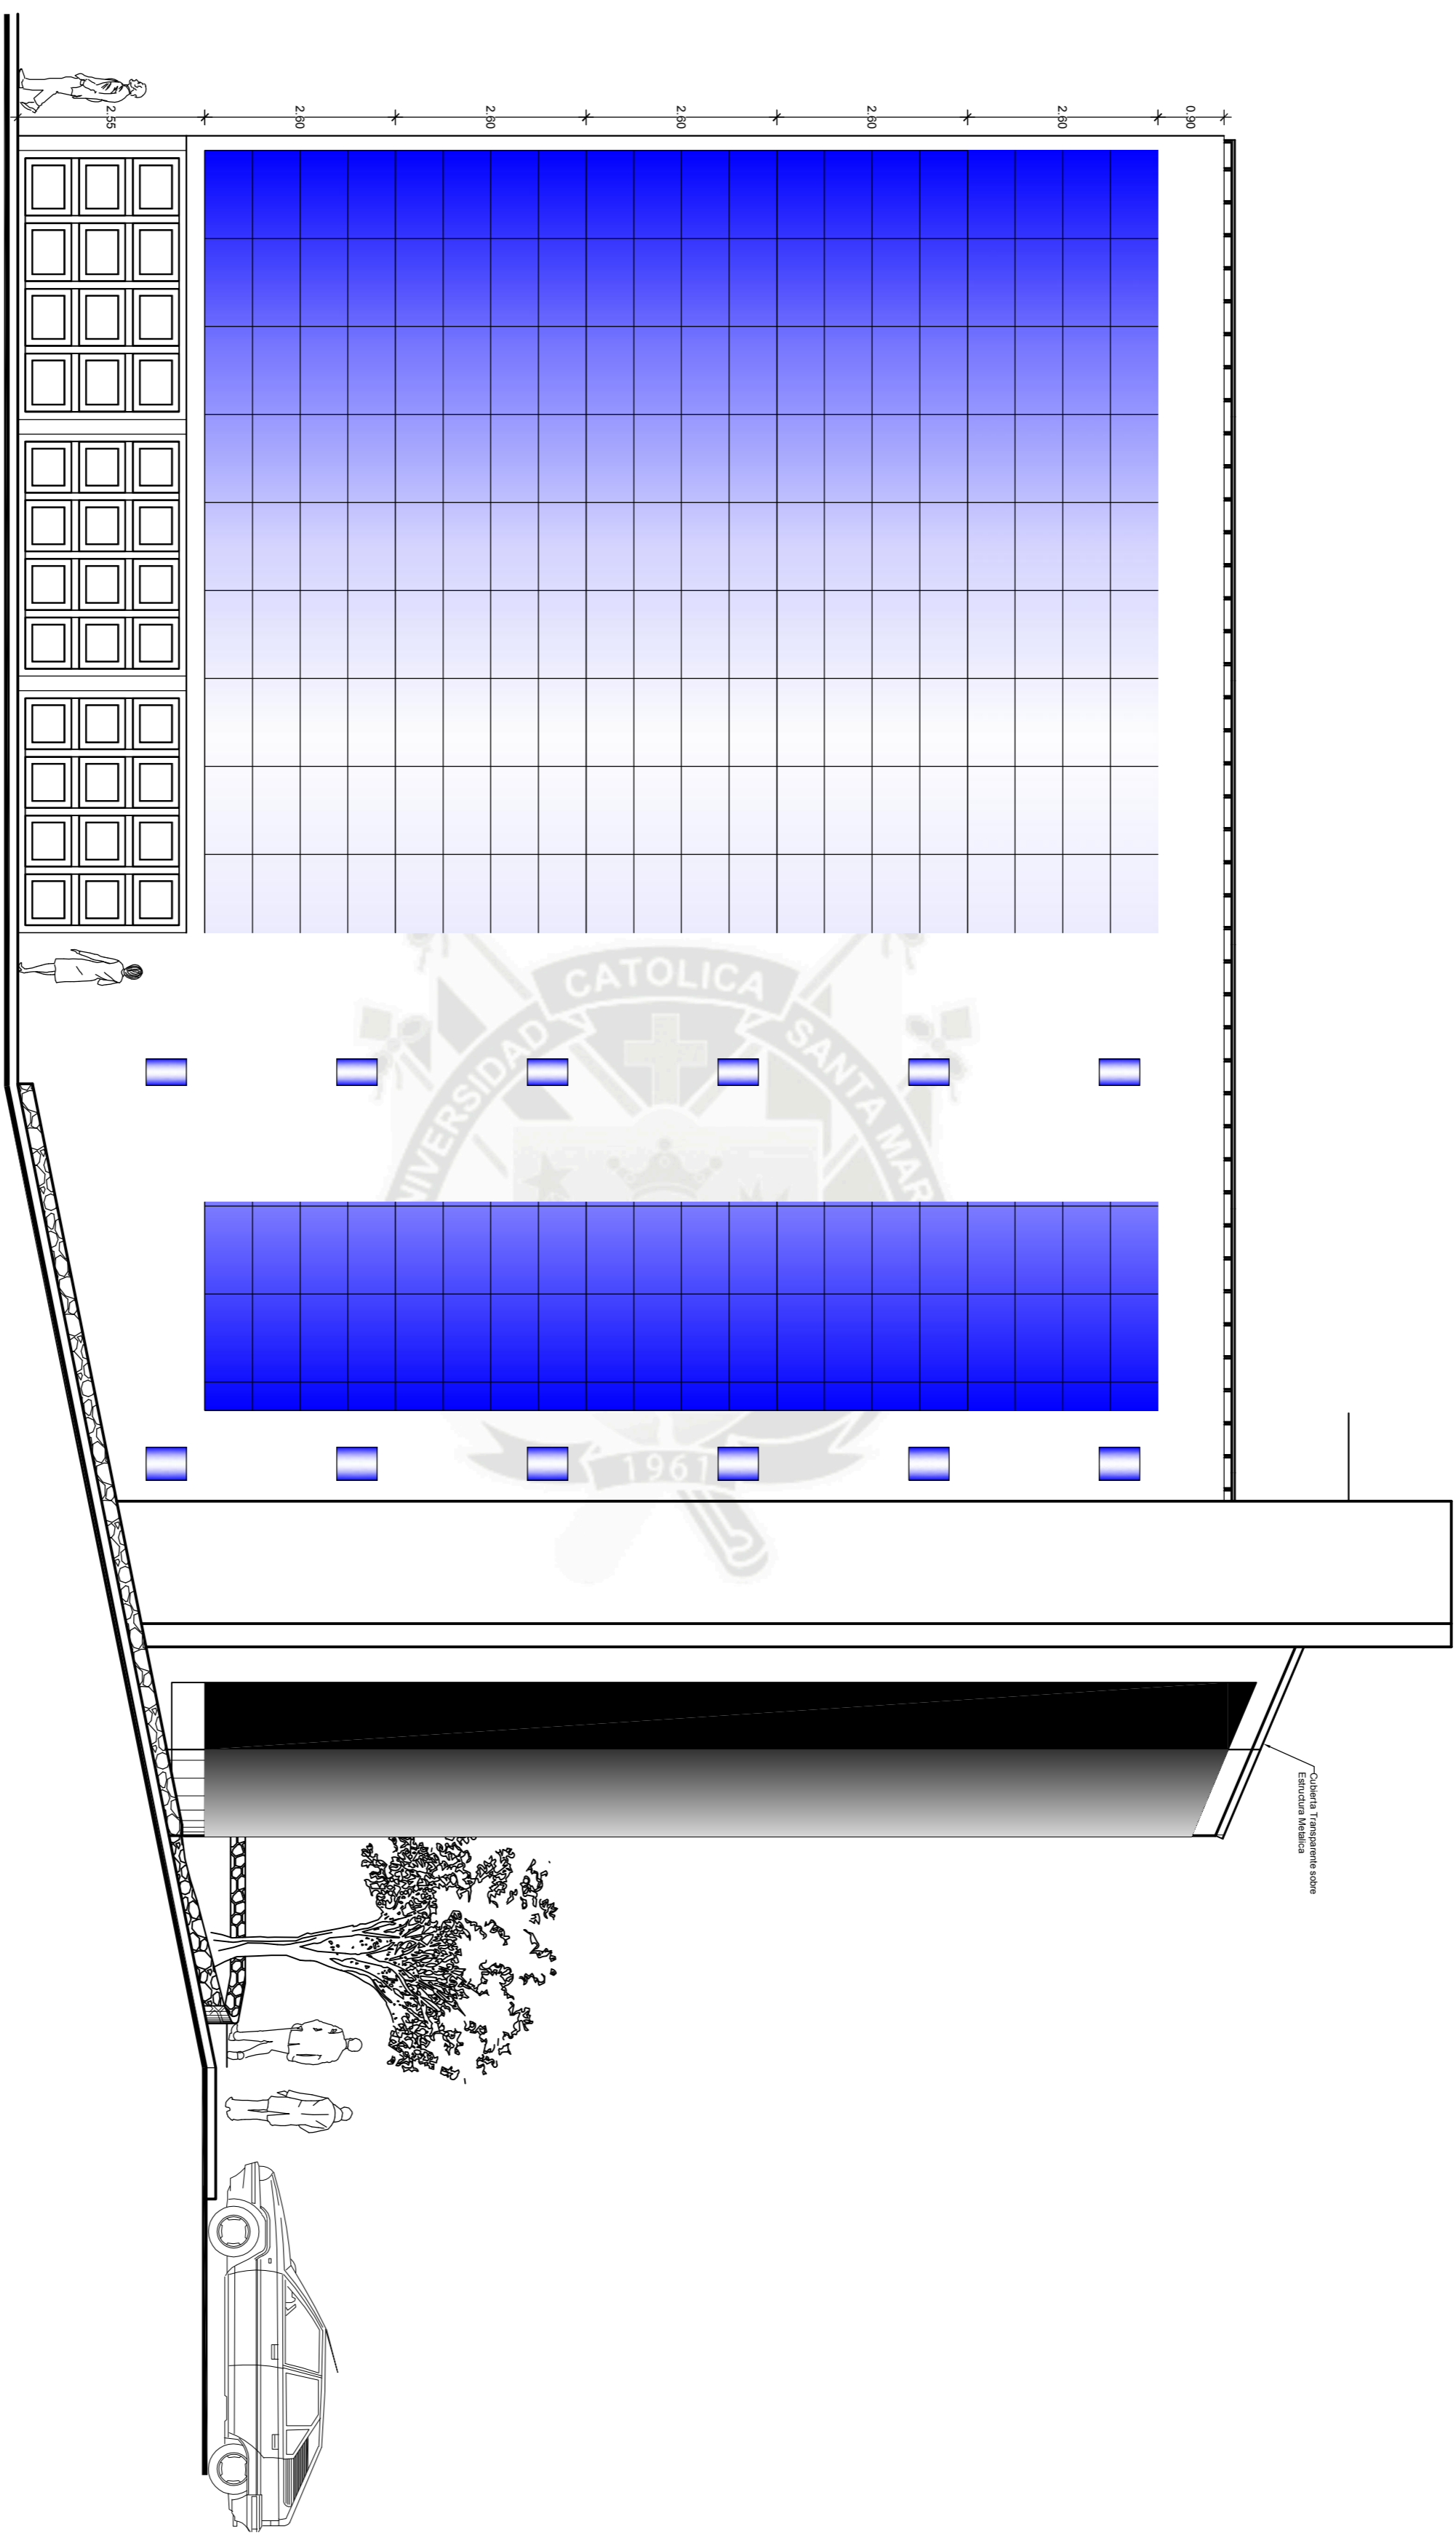 2.55
2.60
2.60
2.60
2.60
2.60
0.90
Cubierta Transparente sobre
Estructura Metalica
UNIVERSIDAD CATOLICA SANTA MAR
1961